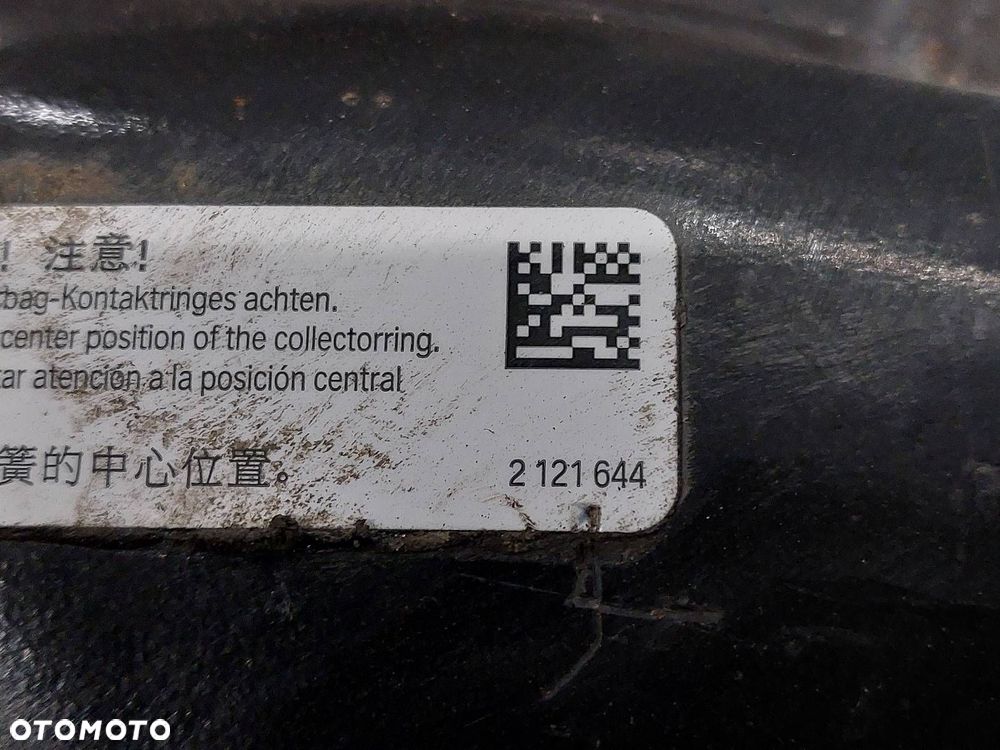 ! 注意!
rbag-Kontaktringes achten.
center position of the collectorring.
tar atención a la posición central
簧的中心位置。
2 121 644
OTOMOTO